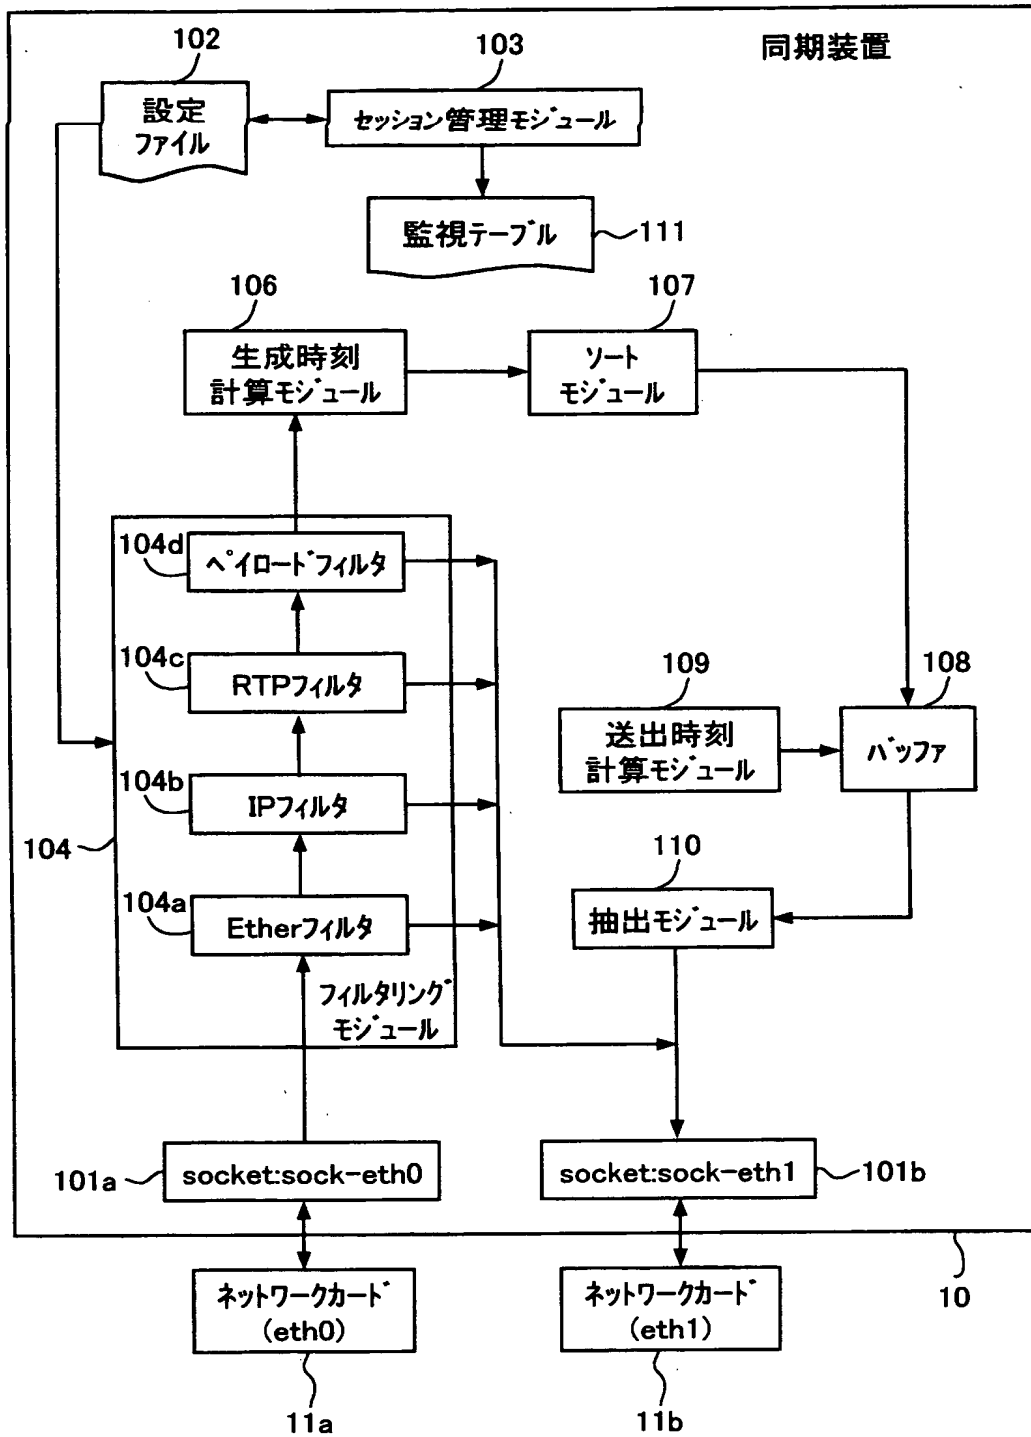 同期装置
102
設定
ファイル
103
セッション管理モジュール
監視テーブル
111
106
生成時刻
計算モジュール
107
ソート
モジュール
104d
ペイロードフィルタ
104c
RTPフィルタ
109
送出時刻
計算モジュール
108
バッファ
104b
IPフィルタ
104
110
抽出モジュール
104a
Etherフィルタ
フィルタリング
モジュール
101a
socket:sock-eth0
socket:sock-eth1
101b
ネットワークカード
(eth0)
ネットワークカード
(eth1)
10
11a
11b